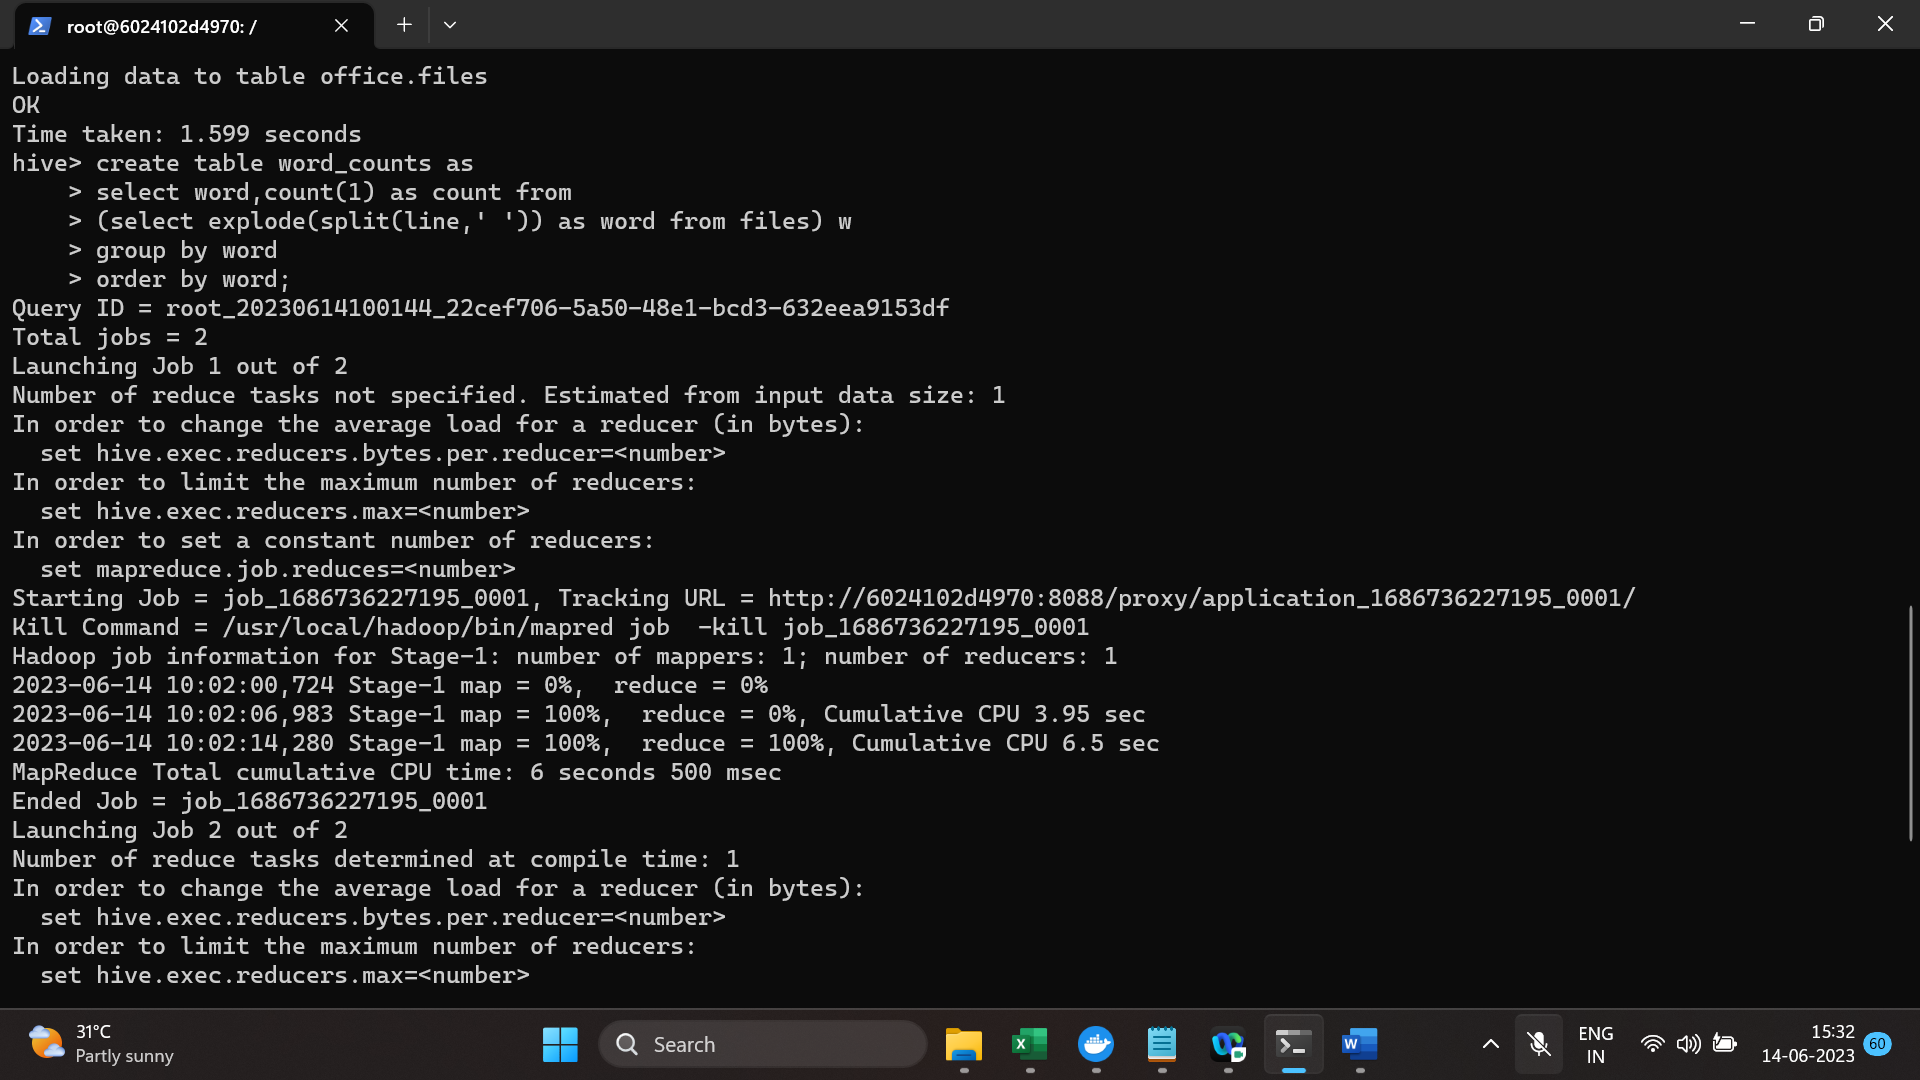 root@6024102d4970: /
Loading data to table office.files
OK
Time taken: 1.599 seconds
hive> create table word_counts as
    > select word,count(1) as count from
    > (select explode(split(line,' ')) as word from files) w
    > group by word
    > order by word;
Query ID = root_20230614100144_22cef706-5a50-48e1-bcd3-632eea9153df
Total jobs = 2
Launching Job 1 out of 2
Number of reduce tasks not specified. Estimated from input data size: 1
In order to change the average load for a reducer (in bytes):
  set hive.exec.reducers.bytes.per.reducer=<number>
In order to limit the maximum number of reducers:
  set hive.exec.reducers.max=<number>
In order to set a constant number of reducers:
  set mapreduce.job.reduces=<number>
Starting Job = job_1686736227195_0001, Tracking URL = http://6024102d4970:8088/proxy/application_1686736227195_0001/
Kill Command = /usr/local/hadoop/bin/mapred job  -kill job_1686736227195_0001
Hadoop job information for Stage-1: number of mappers: 1; number of reducers: 1
2023-06-14 10:02:00,724 Stage-1 map = 0%,  reduce = 0%
2023-06-14 10:02:06,983 Stage-1 map = 100%,  reduce = 0%, Cumulative CPU 3.95 sec
2023-06-14 10:02:14,280 Stage-1 map = 100%,  reduce = 100%, Cumulative CPU 6.5 sec
MapReduce Total cumulative CPU time: 6 seconds 500 msec
Ended Job = job_1686736227195_0001
Launching Job 2 out of 2
Number of reduce tasks determined at compile time: 1
In order to change the average load for a reducer (in bytes):
  set hive.exec.reducers.bytes.per.reducer=<number>
In order to limit the maximum number of reducers:
  set hive.exec.reducers.max=<number>
31°C
Partly sunny
Search
ENG
IN
15:32
14-06-2023
60